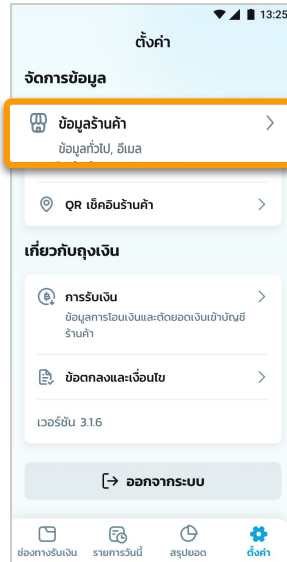 13:25
ตั้งค่า
จัดการข้อมูล
ข้อมูลร้านค้า
ข้อมูลทั่วไป, อีเมล
QR เช็คอินร้านค้า
เกี่ยวกับถุงเงิน
การรับเงิน
ข้อมูลการโอนเงินและตัดยอดเงินเข้าบัญชี
ร้านค้า
ข้อตกลงและเงื่อนไข
เวอร์ชัน 3.1.6
ออกจากระบบ
ช่องทางรับเงิน รายการวันนี้ สรุปยอด ตั้งค่า